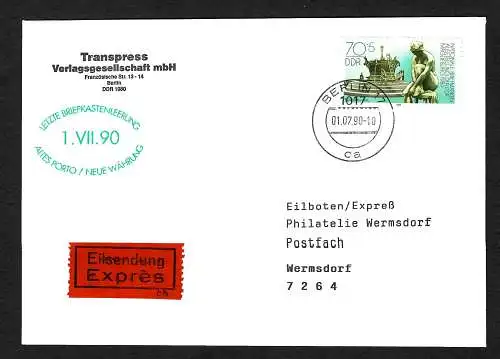 Transpress
Verlagsgesellschaft mbH
Französische Str. 13 - 14
Berlin
DDR 1080
LETZTE BRIEFKASTENLEERUNG
1.VII.90
ALTES PORTO / NEUE WÄHRUNG
70+5
DDR
BERLIN 17
1017
01.07.90-10
ca
Eilboten/Expreß
Philatelie Wermsdorf
Postfach
Wermsdorf
7264
Eilsendung
Exprès